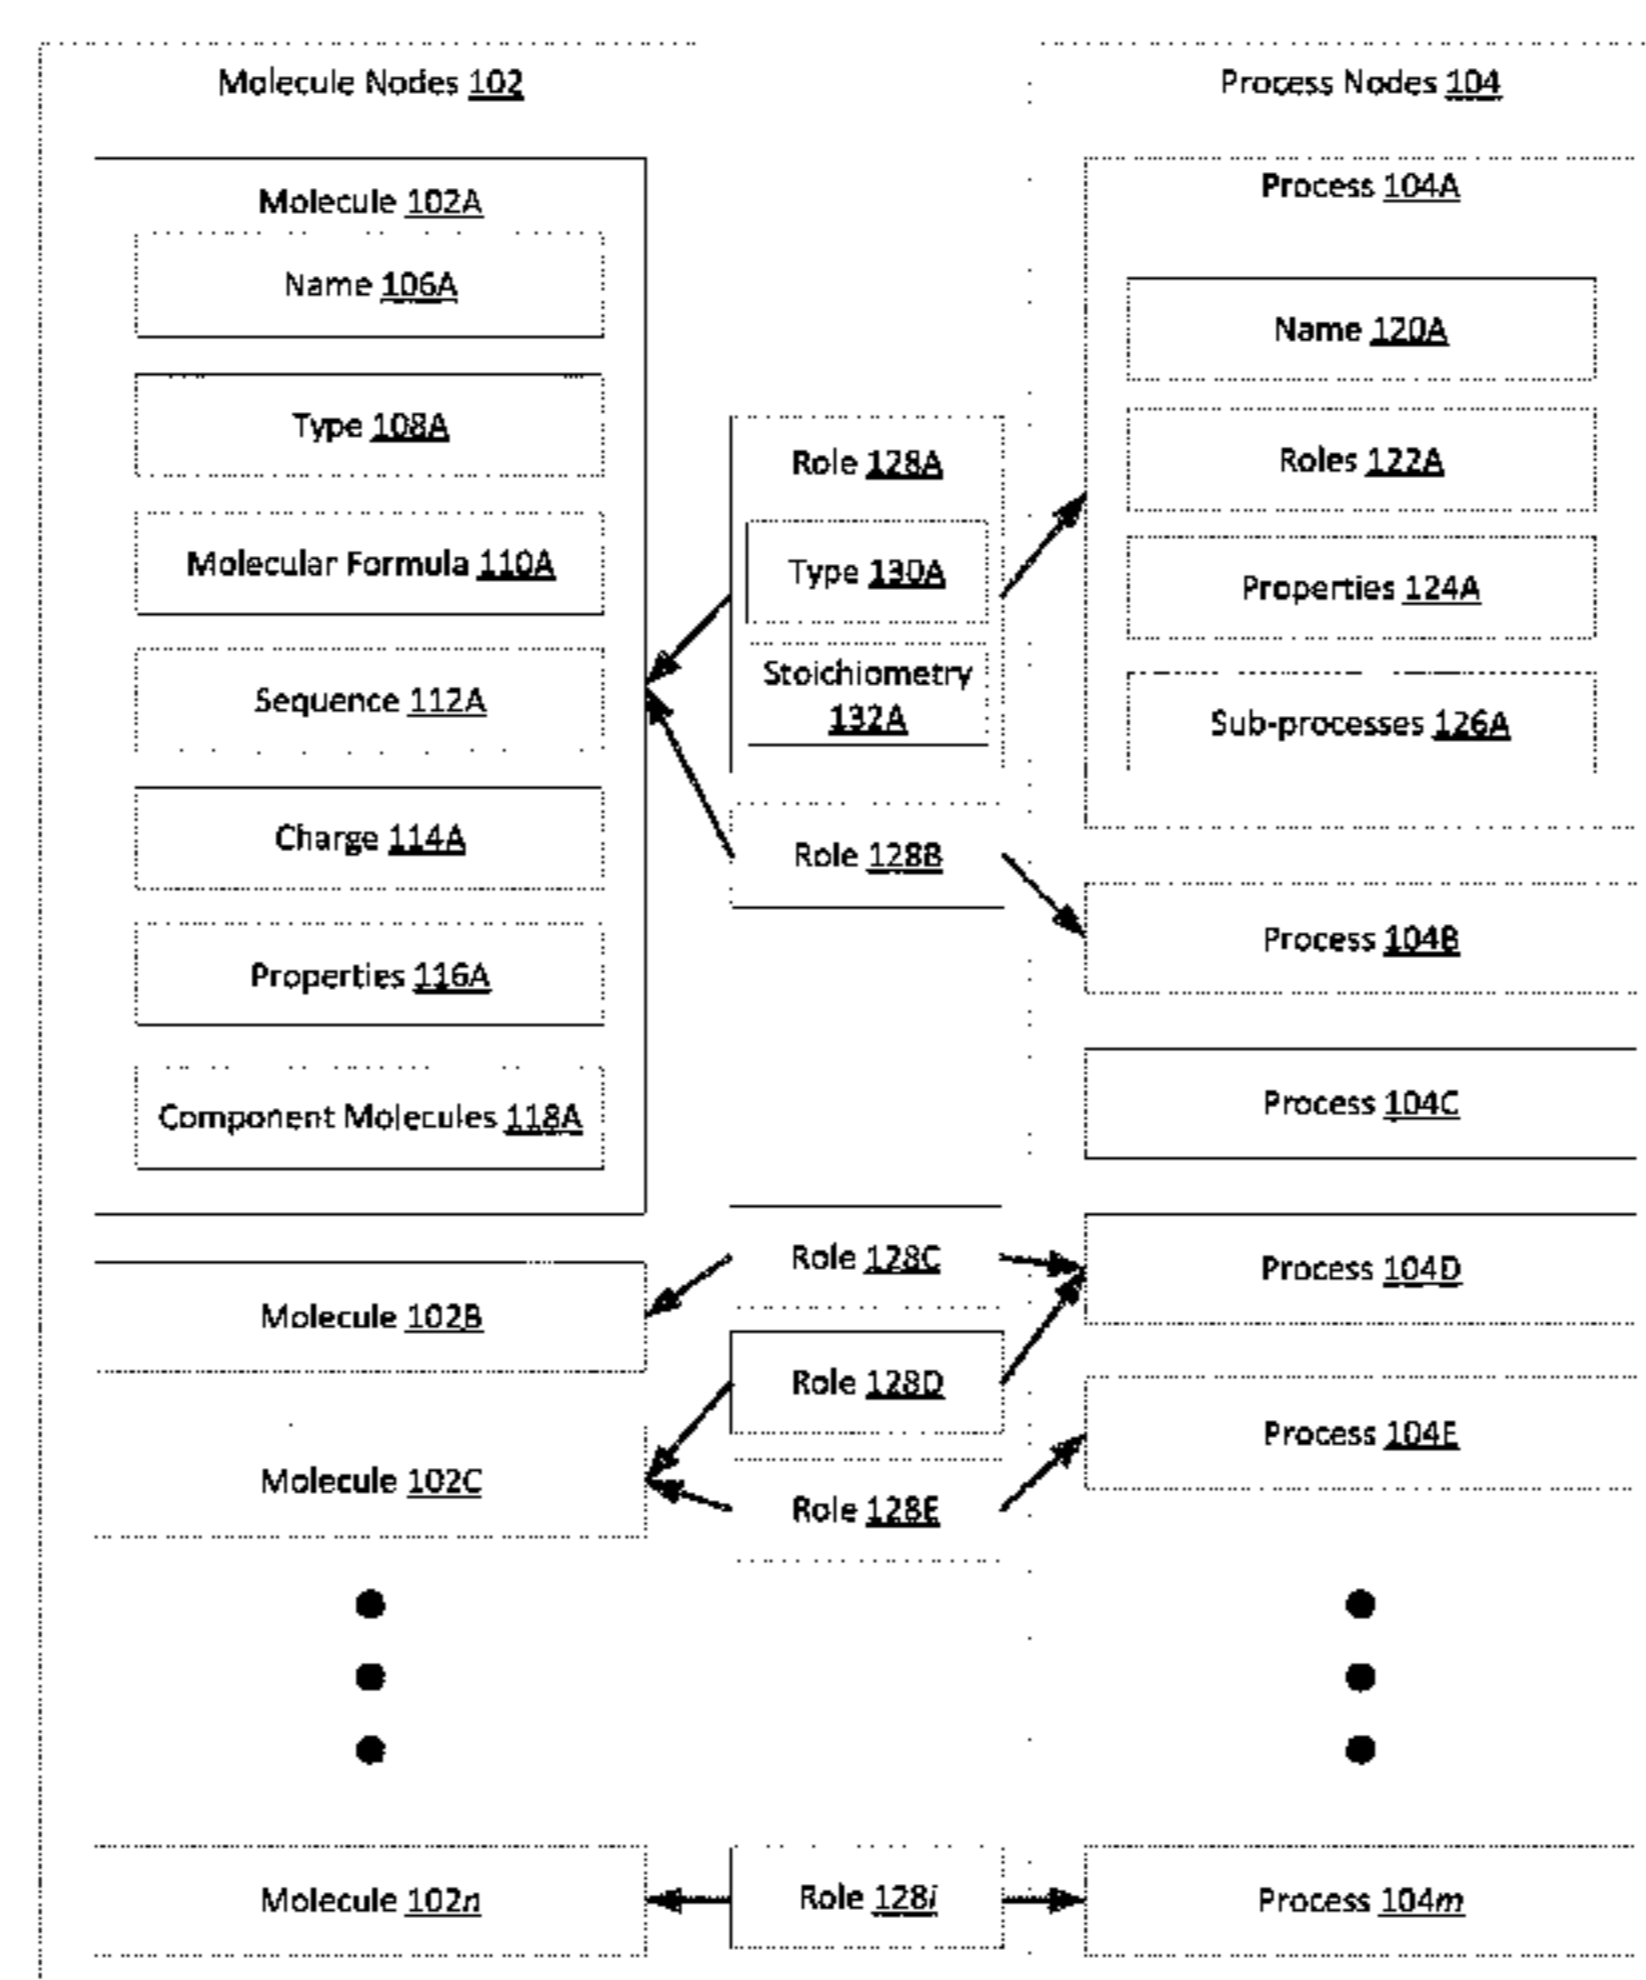 Molecule Nodes 102
Molecule 102A
Name 106A
Type 108A
Molecular Formula 110A
Sequence 112A
Charge 114A
Properties 116A
Component Molecules 118A
Molecule 102B
Molecule 102C
Molecule 102n
Role 128A
Type 130A
Stoichiometry
132A
Role 128B
Role 128C
Role 128D
Role 128E
Role 128i
Process Nodes 104
Process 104A
Name 120A
Roles 122A
Properties 124A
Sub-processes 126A
Process 104B
Process 104C
Process 104D
Process 104E
Process 104m